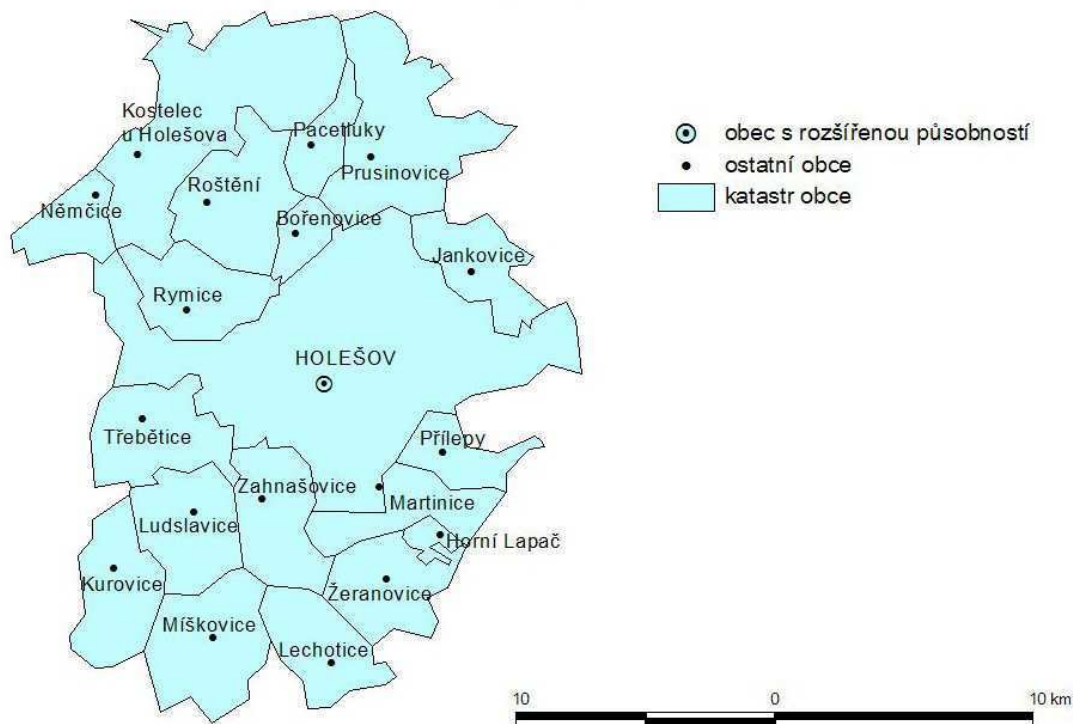 Kostelec
u Holešova
Pacetluky
Prusinovice
Roštění
Němčice
Bořenovice
Jankovice
Rymice
HOLEŠOV
Třebětice
Přílepy
Zahnašovice
Martinice
Ludslavice
Horní Lapač
Kurovice
Žeranovice
Míškovice
Lechotice
obec s rozšířenou působností
ostatní obce
katastr obce
10 0 10 km